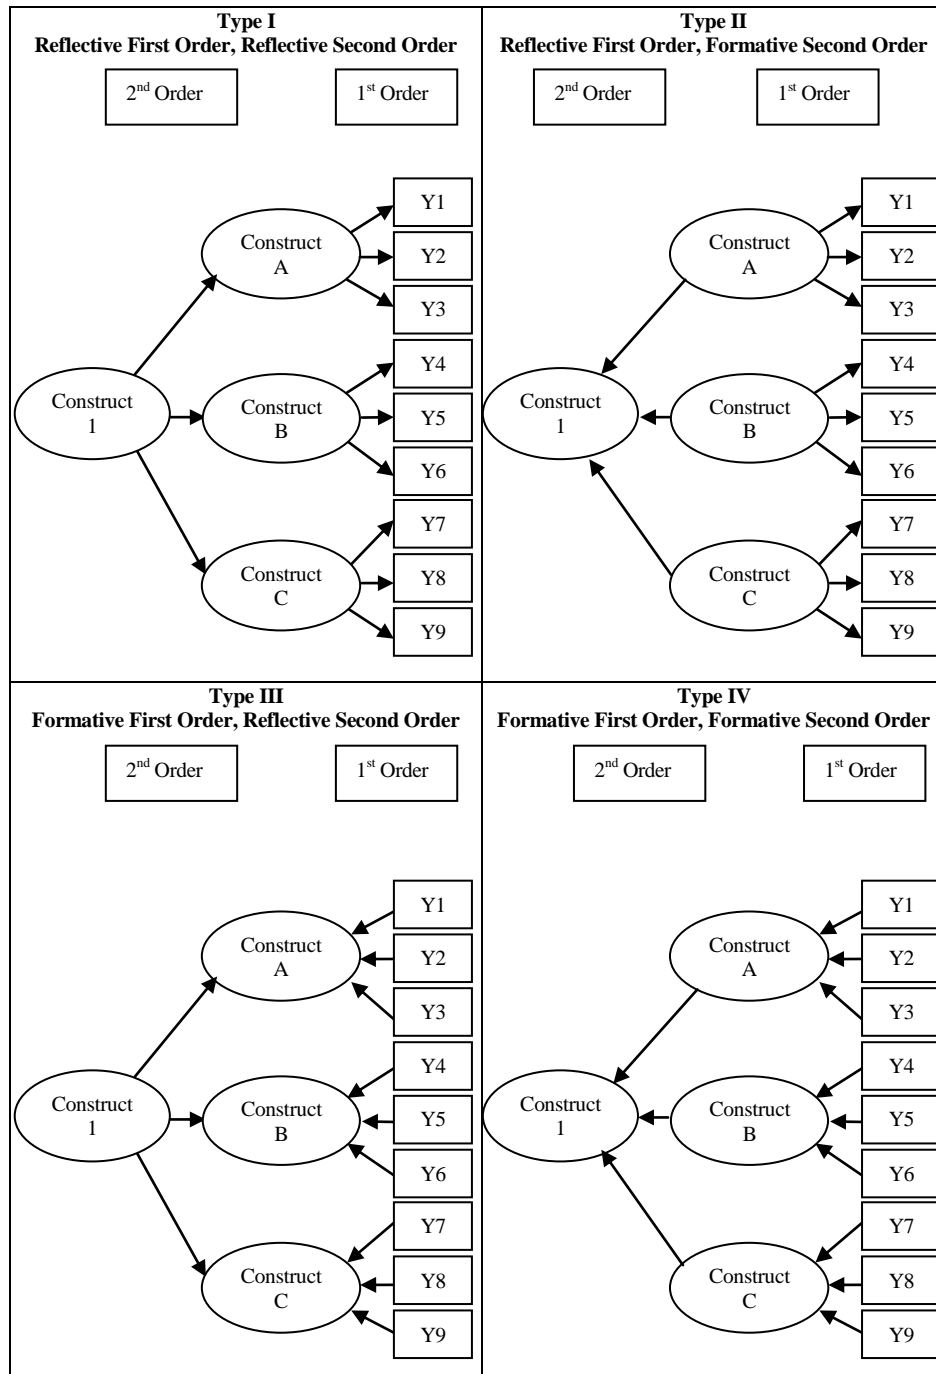 Type I
Reflective First Order, Reflective Second Order
2nd Order
1st Order
Y1
Construct
A
Y2
Y3
Y4
Construct
1
Construct
B
Y5
Y6
Y7
Construct
C
Y8
Y9
Type II
Reflective First Order, Formative Second Order
2nd Order
1st Order
Y1
Construct
A
Y2
Y3
Y4
Construct
1
Construct
B
Y5
Y6
Y7
Construct
C
Y8
Y9
Type III
Formative First Order, Reflective Second Order
2nd Order
1st Order
Y1
Construct
A
Y2
Y3
Y4
Construct
1
Construct
B
Y5
Y6
Y7
Construct
C
Y8
Y9
Type IV
Formative First Order, Formative Second Order
2nd Order
1st Order
Y1
Construct
A
Y2
Y3
Y4
Construct
1
Construct
B
Y5
Y6
Y7
Construct
C
Y8
Y9